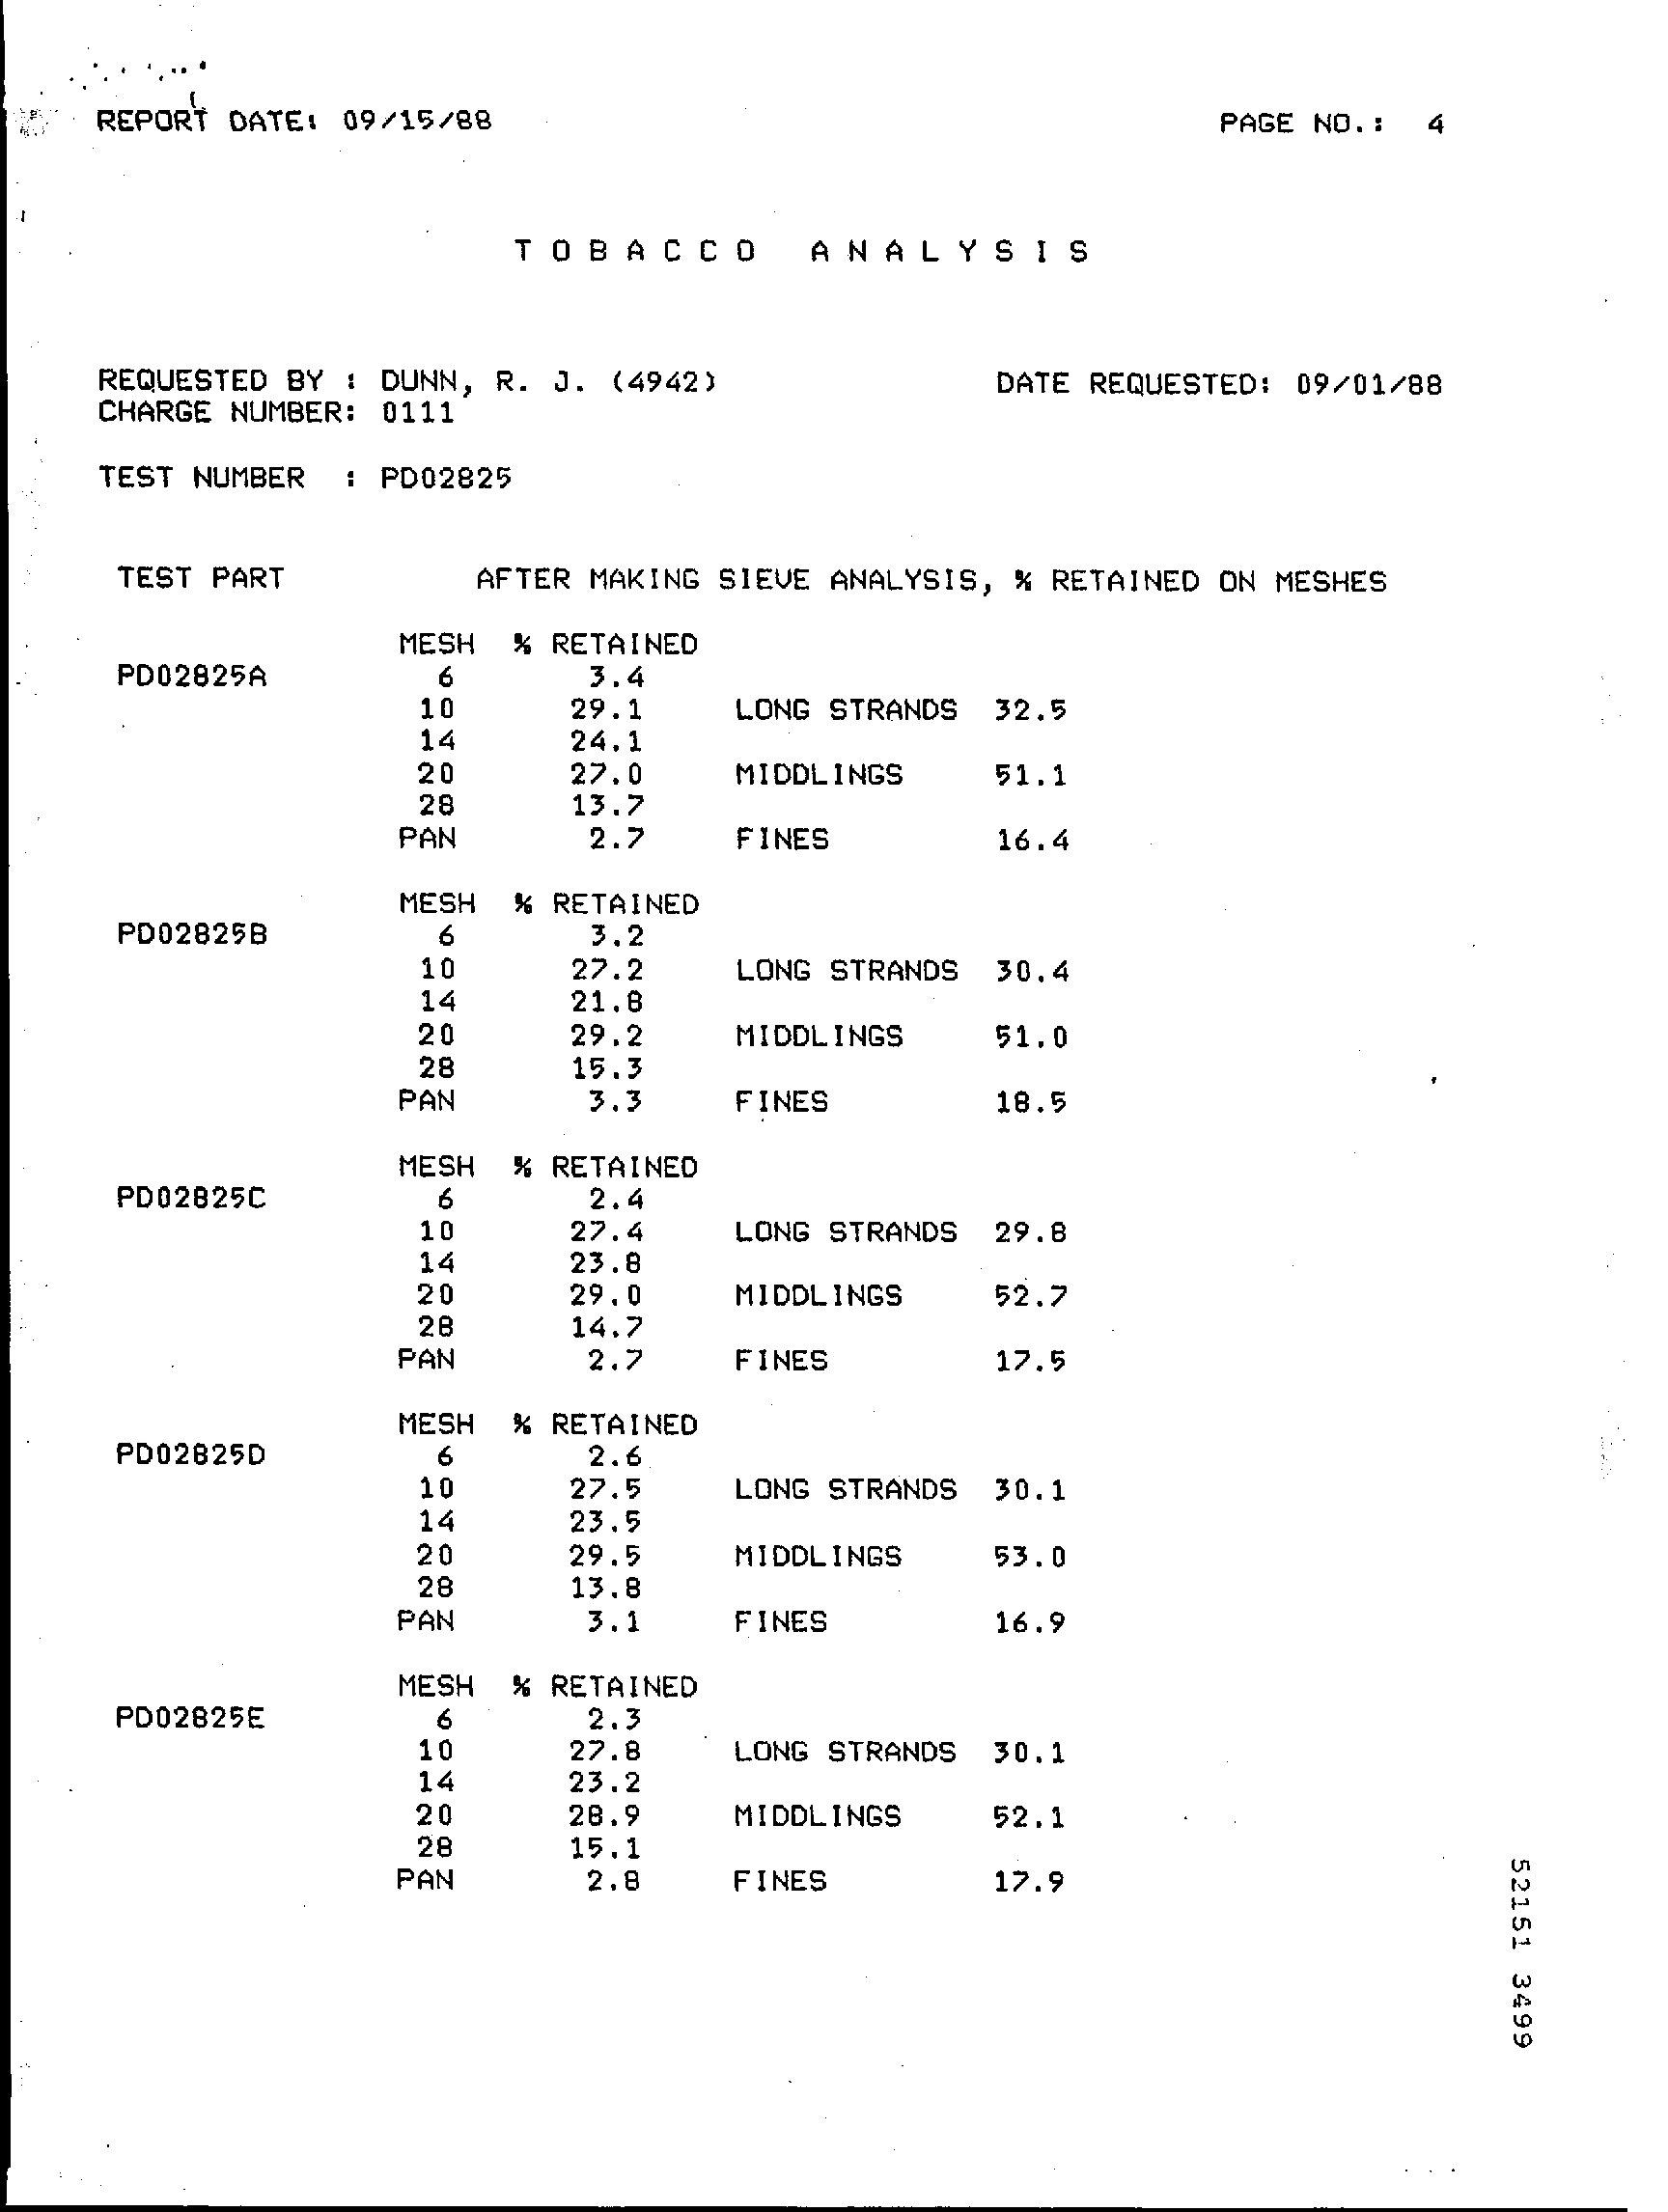 REPORT DATE: 09/15/88 PAGE NO.: 4
TOBACCO ANALYSIS
REQUESTED BY : DUNN, R. J. (4942) DATE REQUESTED: 09/01/88
CHARGE NUMBER: 0111
TEST NUMBER : PD02825
TEST PART AFTER MAKING SIEVE ANALYSIS, % RETAINED ON MESHES
MESH % RETAINED
PD02825A 6 3.4
10 29.1 LONG STRANDS 32.5
14 24.1
20 27.0 MIDDLINGS 51.1
28 13.7
PAN 2.7 FINES 16.4
MESH % RETAINED
PD02825B 6 3.2
10 27.2 LONG STRANDS 30.4
14 21.8
20 29.2 MIDDLINGS 51.0
28 15.3
PAN 3.3 FINES 18.5
MESH % RETAINED
PD02825C 6 2.4
10 27.4 LONG STRANDS 29.8
14 23.8
20 29.0 MIDDLINGS 52.7
28 14.7
PAN 2.7 FINES 17.5
MESH % RETAINED
PD02825D 6 2.6
10 27.5 LONG STRANDS 30.1
14 23.5
20 29.5 MIDDLINGS 53.0
28 13.8
PAN 3.1 FINES 16.9
MESH % RETAINED
PD02825E 6 2.3
10 27.8 LONG STRANDS 30.1
14 23.2
20 28.9 MIDDLINGS 52.1
28 15.1
PAN 2.8 FINES 17.9
52151 3499